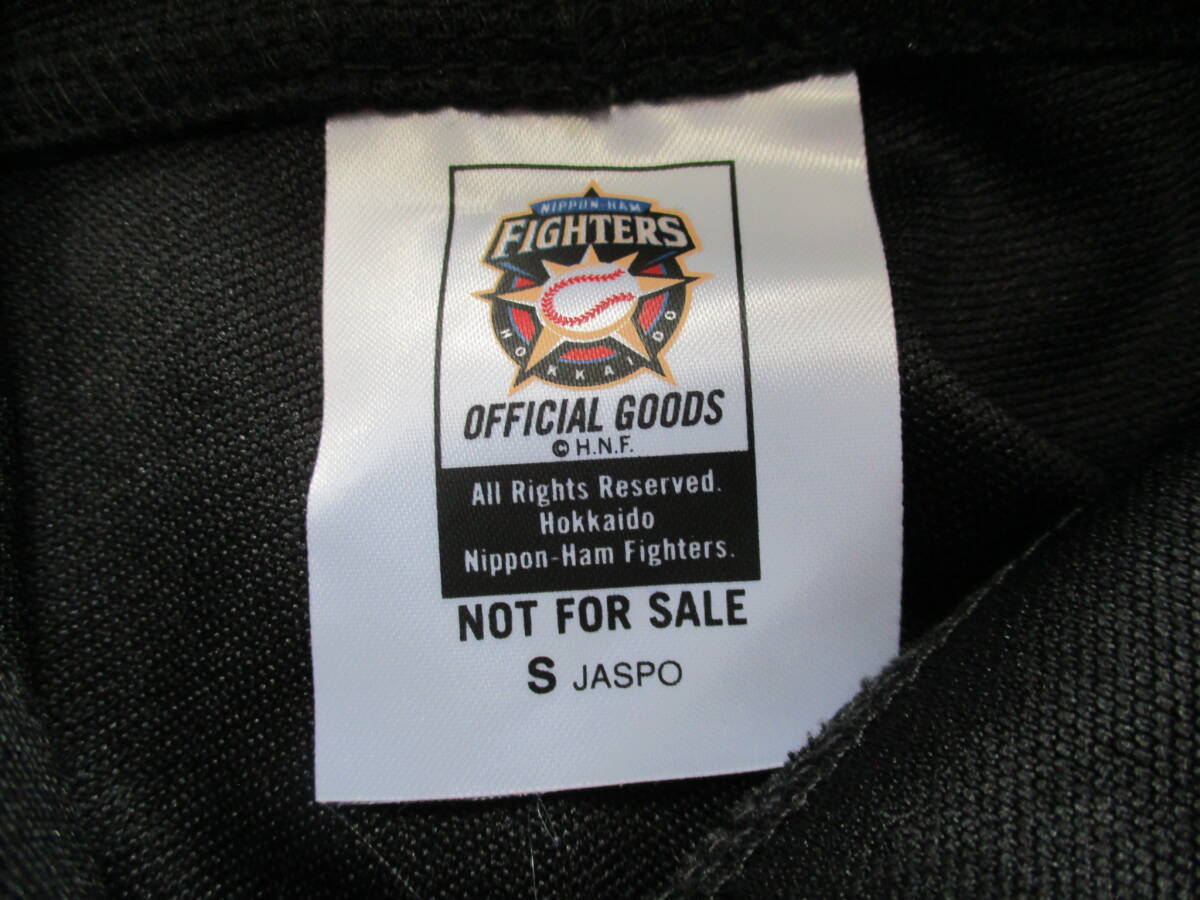 NIPPON-HAM
FIGHTERS
HOKKAIDO
OFFICIAL GOODS
© H.N.F.
All Rights Reserved.
Hokkaido
Nippon-Ham Fighters.
NOT FOR SALE
S JASPO